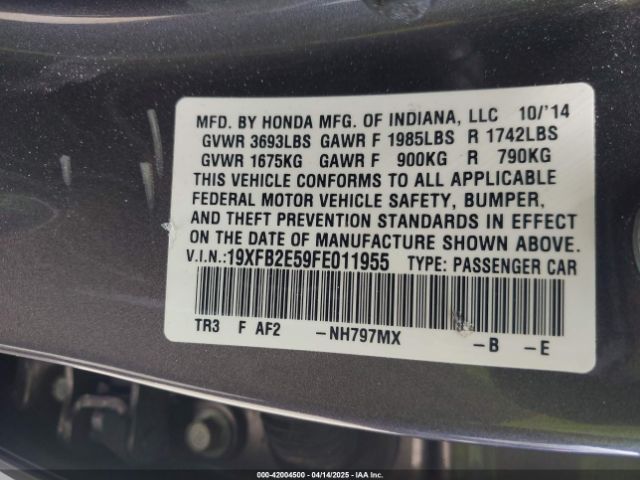 MFD. BY HONDA MFG. OF INDIANA, LLC 10/'14
GVWR 3693LBS GAWR F 1985LBS R 1742LBS
GVWR 1675KG GAWR F 900KG R 790KG
THIS VEHICLE CONFORMS TO ALL APPLICABLE
FEDERAL MOTOR VEHICLE SAFETY, BUMPER,
AND THEFT PREVENTION STANDARDS IN EFFECT
ON THE DATE OF MANUFACTURE SHOWN ABOVE.
V.I.N.:19XFB2E59FE011955 TYPE: PASSENGER CAR
TR3 F AF2 -NH797MX -B -E
000-42004500 04/14/2025 Copyright IAA, Inc.